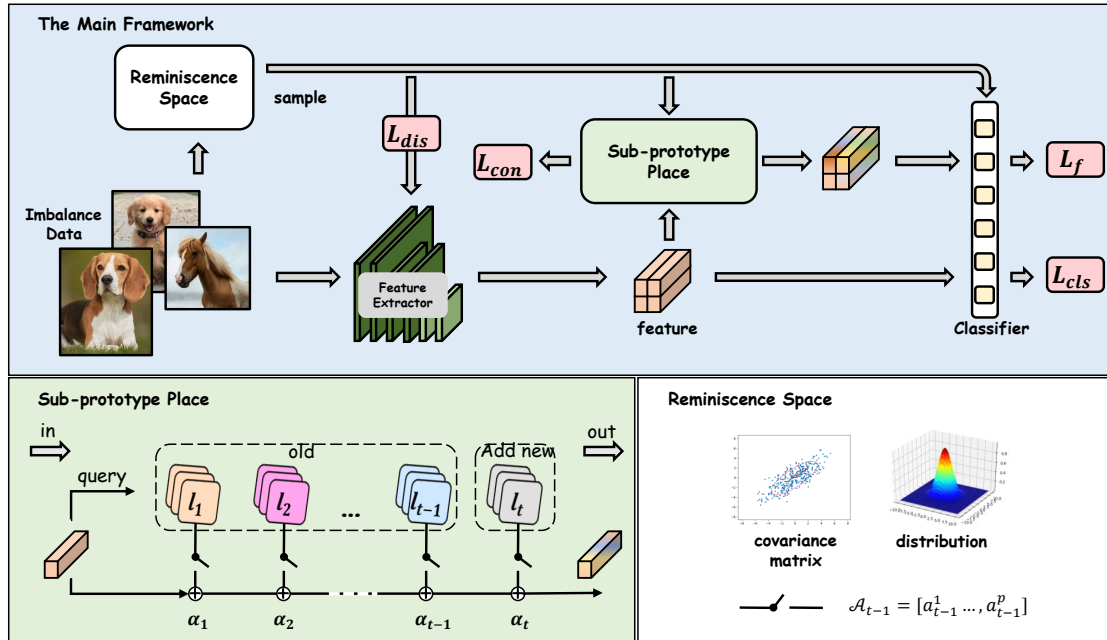 The Main Framework
Reminiscence
Space
sample
L_dis
L_con
Sub-prototype
Place
L_f
Imbalance
Data
Feature
Extractor
feature
L_cls
Classifier
Sub-prototype Place
in
out
query
old
Add new
l_1
l_2
...
l_{t-1}
l_t
α_1
α_2
α_{t-1}
α_t
Reminiscence Space
covariance
matrix
distribution
𝒜_{t-1} = [a^1_{t-1} ..., a^p_{t-1}]